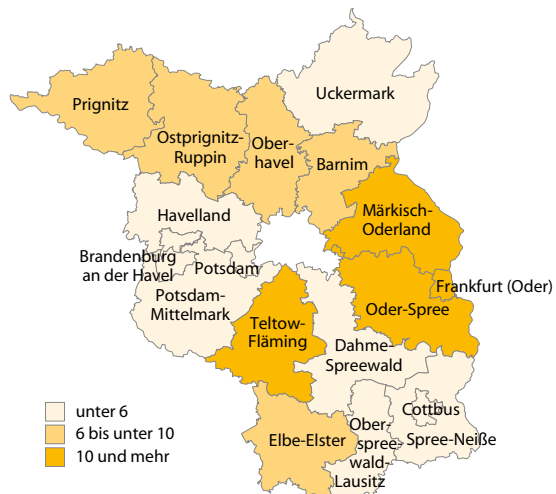 Uckermark
Prignitz
Ostprignitz-
Ruppin
Ober-
havel
Barnim
Havelland
Märkisch-
Oderland
Brandenburg
an der Havel
Potsdam
Potsdam-
Mittelmark
Frankfurt (Oder)
Oder-Spree
Teltow-
Fläming
Dahme-
Spreewald
Cottbus
Spree-Neiße
Ober-
spree-
wald-
Lausitz
Elbe-Elster
unter 6
6 bis unter 10
10 und mehr